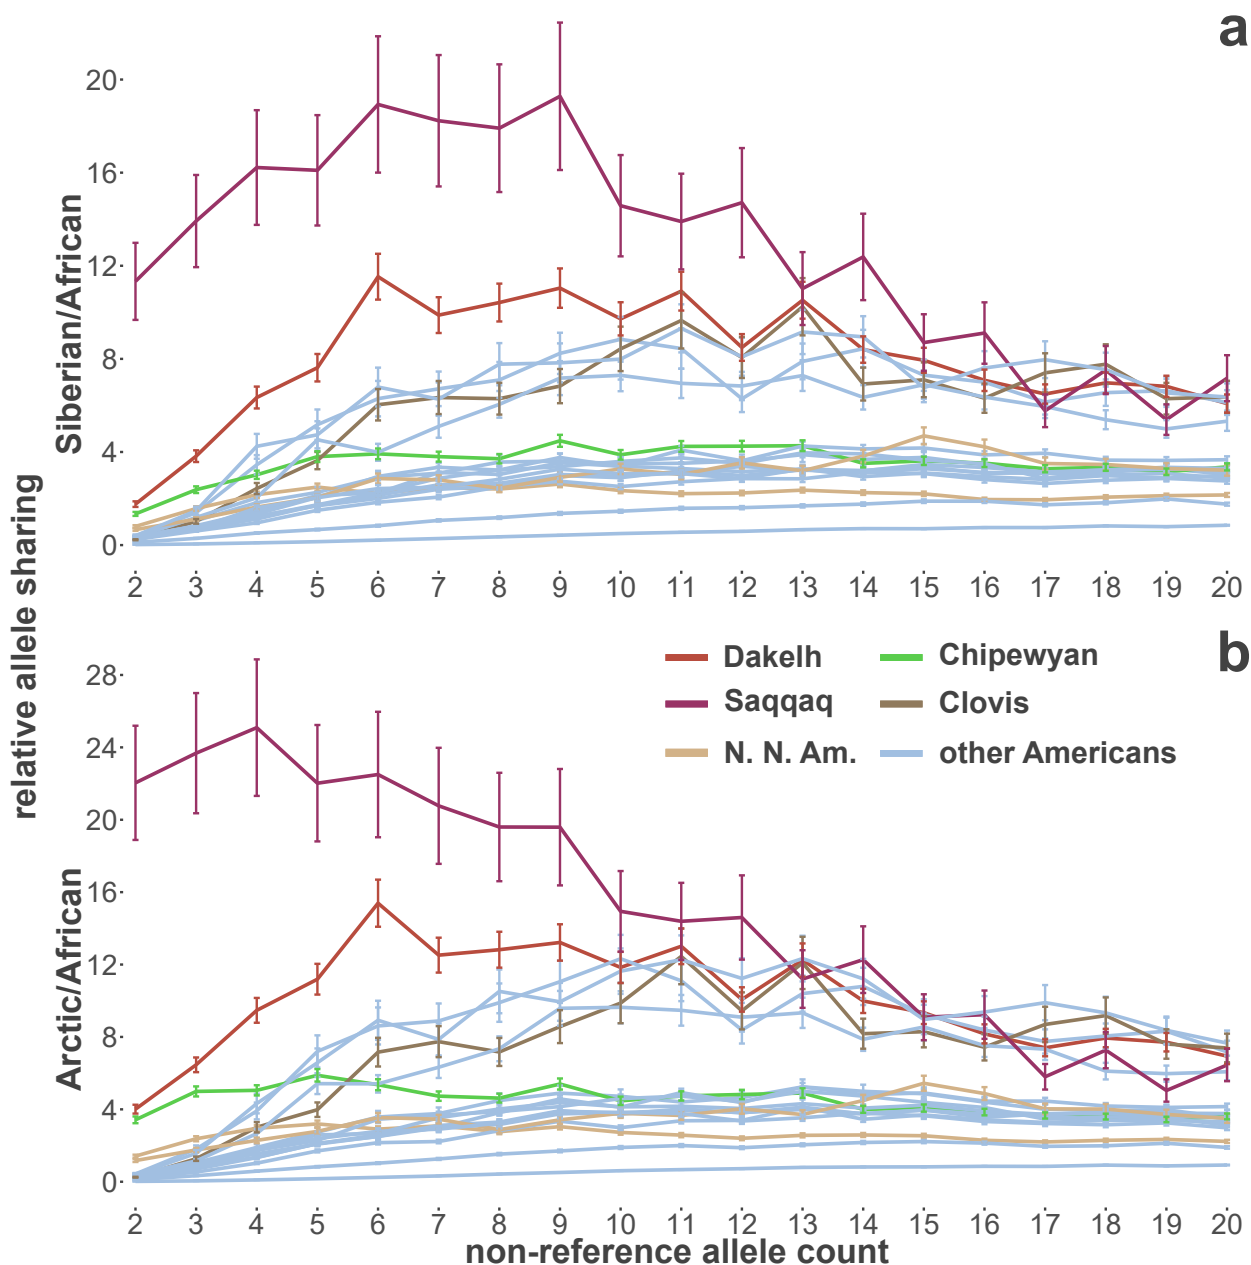 a
relative allele sharing
Siberian/African
20
16
12
8
4
0
2 3 4 5 6 7 8 9 10 11 12 13 14 15 16 17 18 19 20
b
Dakelh Chipewyan
Saqqaq Clovis
N. N. Am. other Americans
Arctic/African
28
24
20
16
12
8
4
0
2 3 4 5 6 7 8 9 10 11 12 13 14 15 16 17 18 19 20
non-reference allele count